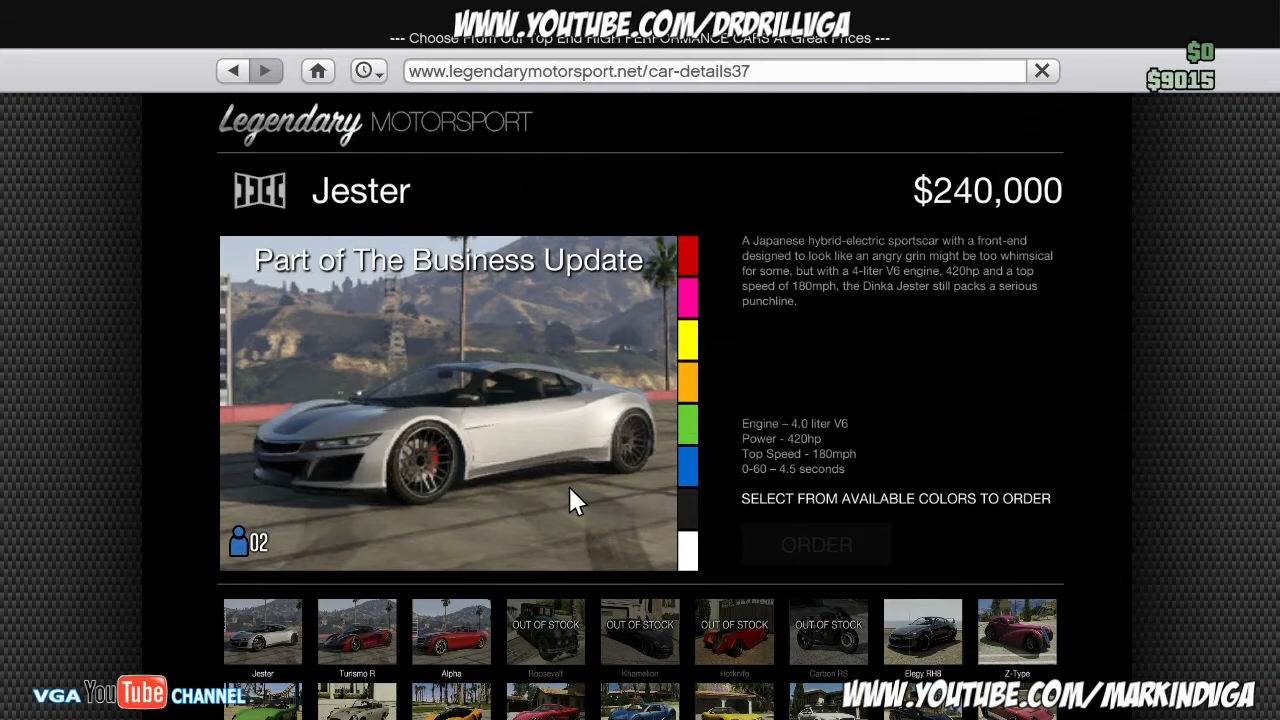 WWW.YOUTUBE.COM/DRDRILLVGA
--- Choose From Our Top End HIGH PERFORMANCE CARS At Great Prices ---
$0
www.legendarymotorsport.net/car-details37
$9015
Legendary MOTORSPORT
Jester
$240,000
Part of The Business Update
A Japanese hybrid-electric sportscar with a front-end
designed to look like an angry grin might be too whimsical
for some, but with a 4-liter V6 engine, 420hp and a top
speed of 180mph, the Dinka Jester still packs a serious
punchline.
Engine – 4.0 liter V6
Power - 420hp
Top Speed - 180mph
0-60 – 4.5 seconds
SELECT FROM AVAILABLE COLORS TO ORDER
02
ORDER
OUT OF STOCK OUT OF STOCK OUT OF STOCK OUT OF STOCK
Jester Turismo R Alpha Roosevelt Khamelion Hotknife Carbon RS Elegy RH8 Z-Type
VGA YouTube CHANNEL
WWW.YOUTUBE.COM/MARKINDVGA